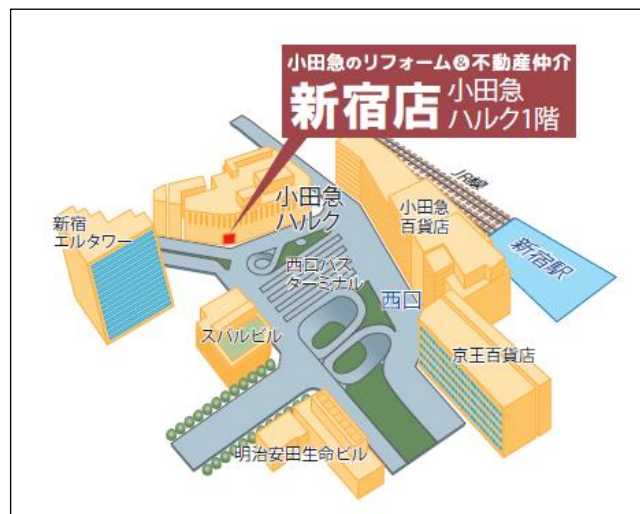 小田急のリフォーム&不動産仲介
新宿店 小田急
ハルク1階
JR線
小田急
ハルク
小田急
百貨店
新宿
エルタワー
新宿駅
西口バス
ターミナル
西口
スバルビル
京王百貨店
明治安田生命ビル